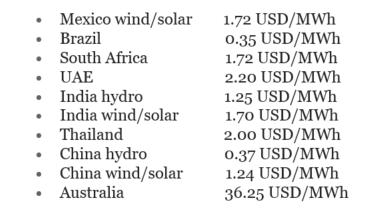 • Mexico wind/solar 1.72 USD/MWh
• Brazil 0.35 USD/MWh
• South Africa 1.72 USD/MWh
• UAE 2.20 USD/MWh
• India hydro 1.25 USD/MWh
• India wind/solar 1.70 USD/MWh
• Thailand 2.00 USD/MWh
• China hydro 0.37 USD/MWh
• China wind/solar 1.24 USD/MWh
• Australia 36.25 USD/MWh